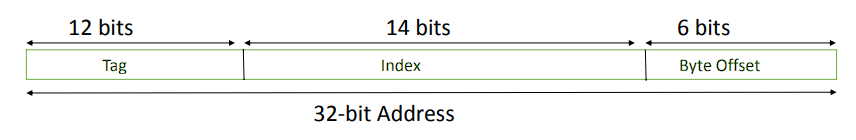 12 bits 14 bits 6 bits
Tag Index Byte Offset
32-bit Address